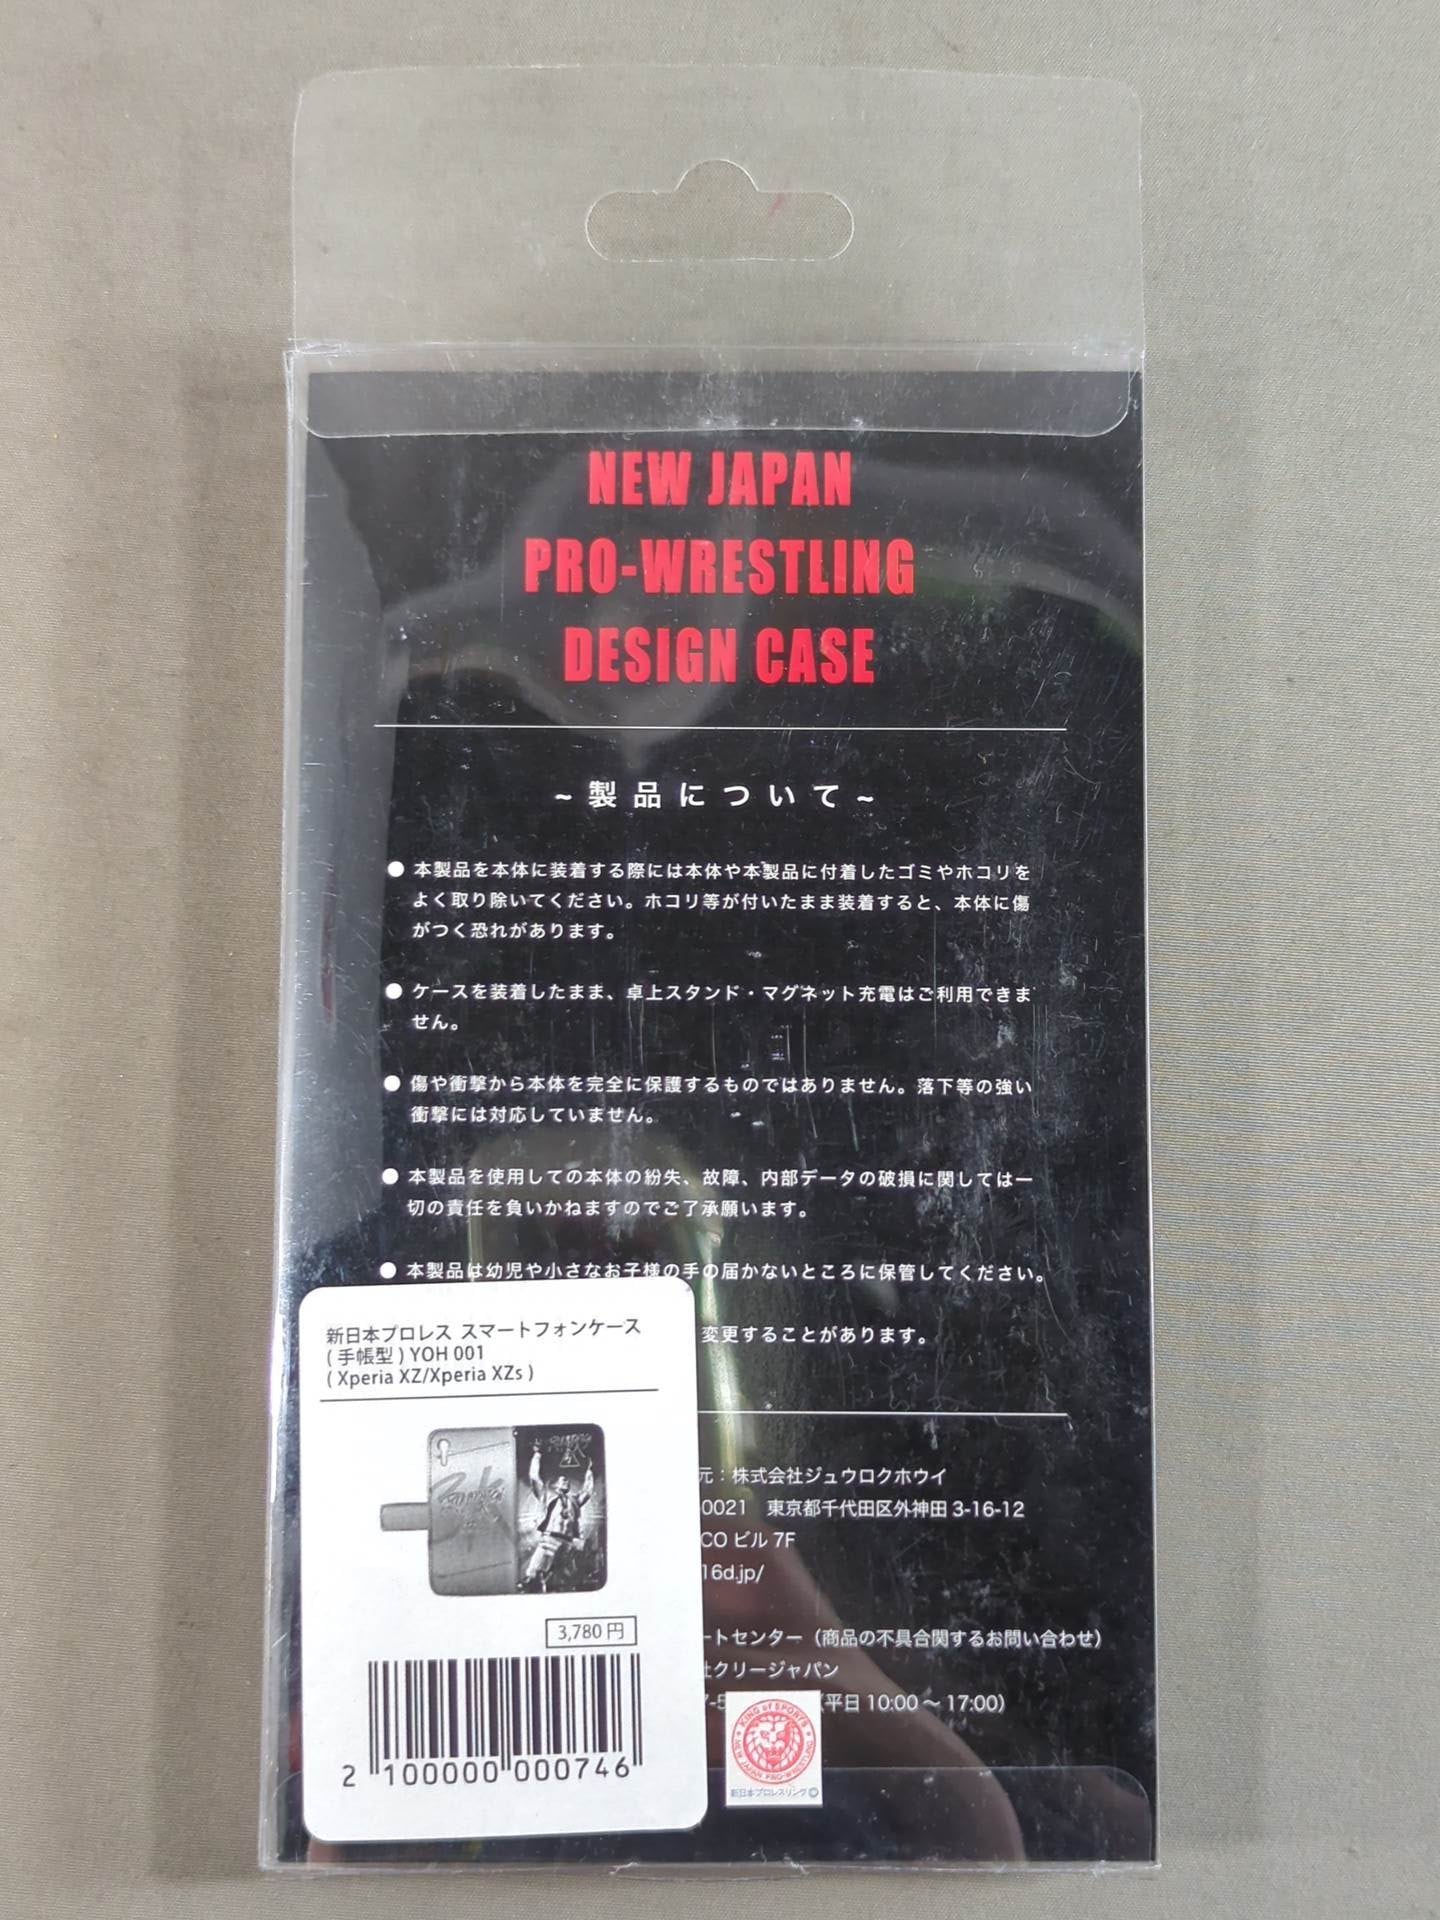 NEW JAPAN
PRO-WRESTLING
DESIGN CASE
~製品について~
● 本製品を本体に装着する際には本体や本製品に付着したゴミやホコリを
よく取り除いてください。ホコリ等が付いたまま装着すると、本体に傷
がつく恐れがあります。
● ケースを装着したまま、卓上スタンド・マグネット充電はご利用できま
せん。
● 傷や衝撃から本体を完全に保護するものではありません。落下等の強い
衝撃には対応していません。
● 本製品を使用しての本体の紛失、故障、内部データの破損に関しては一
切の責任を負いかねますのでご了承願います。
● 本製品は幼児や小さなお子様の手の届かないところに保管してください。
変更することがあります。
元：株式会社ジュウロクホウイ
0021 東京都千代田区外神田 3-16-12
CO ビル 7F
16d.jp/
ートセンター（商品の不具合関するお問い合わせ）
社クリージャパン
（平日 10:00 〜 17:00）
新日本プロレス スマートフォンケース
( 手帳型 ) YOH 001
( Xperia XZ/Xperia XZs )
3,780 円
2 100000 000746
KING of SPORTS
NEW JAPAN PRO-WRESTLING
新日本プロレスリング©